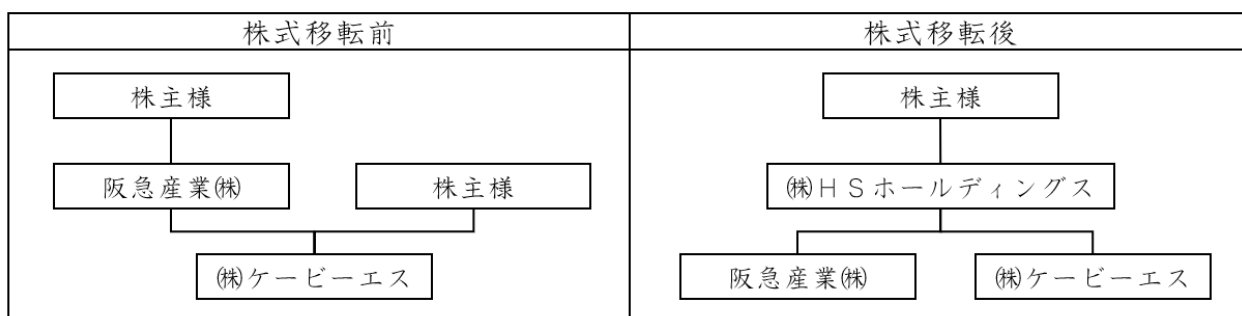 株式移転前
株式移転後
株主様
阪急産業㈱
株主様
㈱ケービーエス
株主様
㈱ＨＳホールディングス
阪急産業㈱
㈱ケービーエス